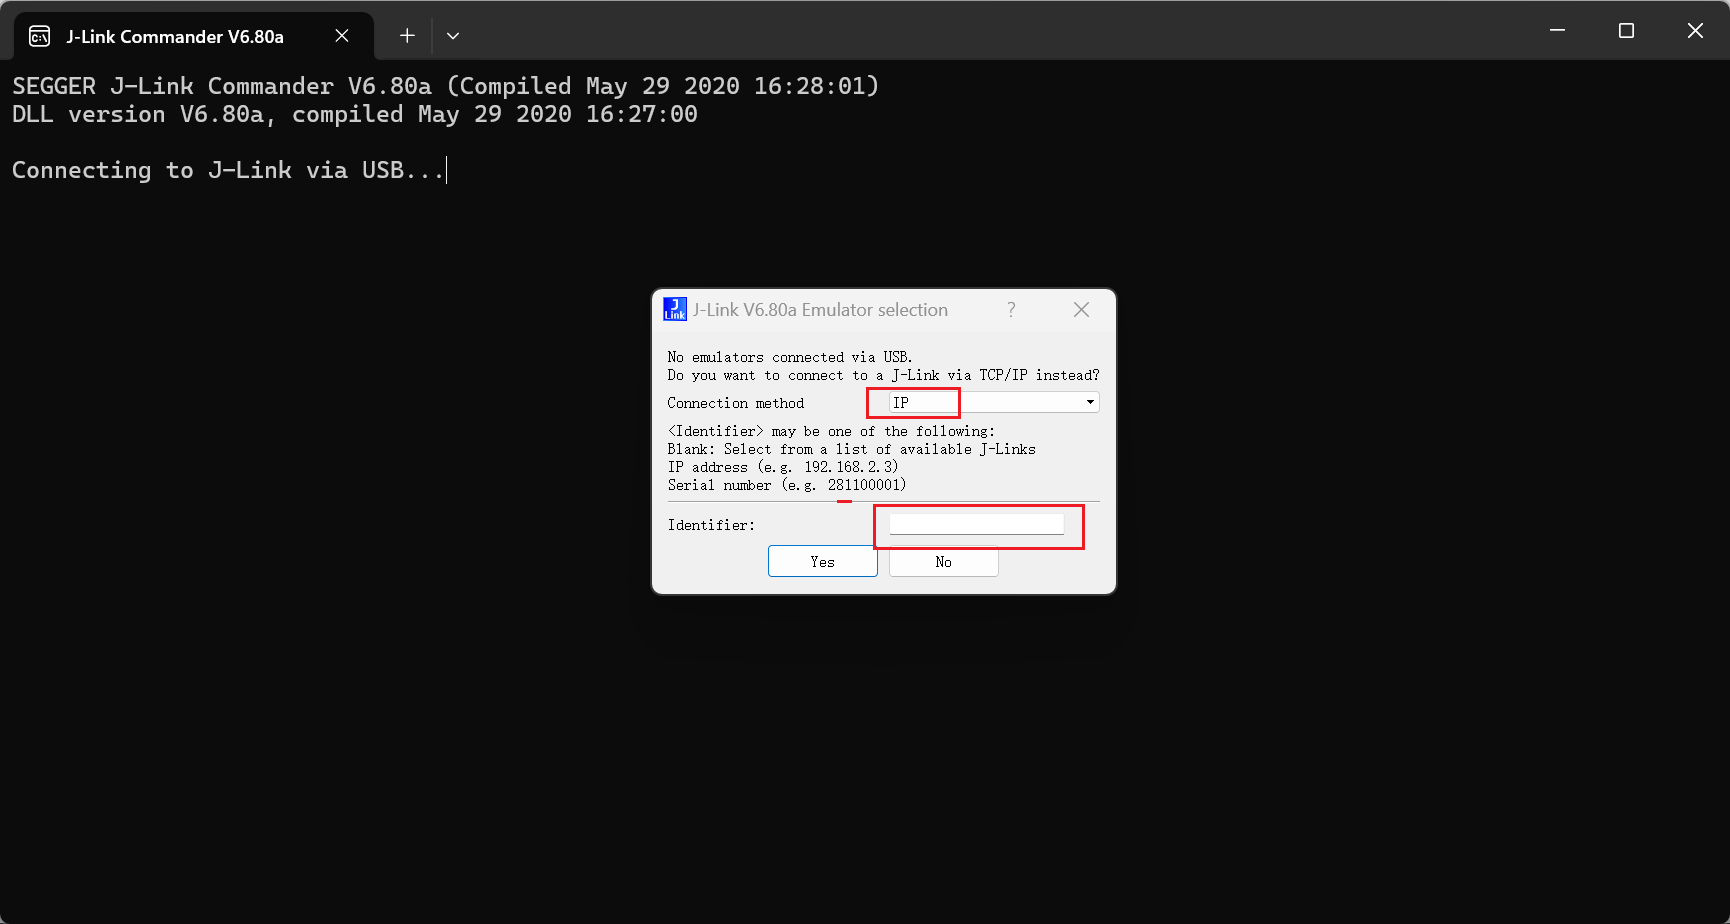 J-Link Commander V6.80a
SEGGER J-Link Commander V6.80a (Compiled May 29 2020 16:28:01)
DLL version V6.80a, compiled May 29 2020 16:27:00
Connecting to J-Link via USB...
J Link
J-Link V6.80a Emulator selection
No emulators connected via USB.
Do you want to connect to a J-Link via TCP/IP instead?
Connection method IP
<Identifier> may be one of the following:
Blank: Select from a list of available J-Links
IP address (e.g. 192.168.2.3)
Serial number (e.g. 281100001)
Identifier:
Yes No